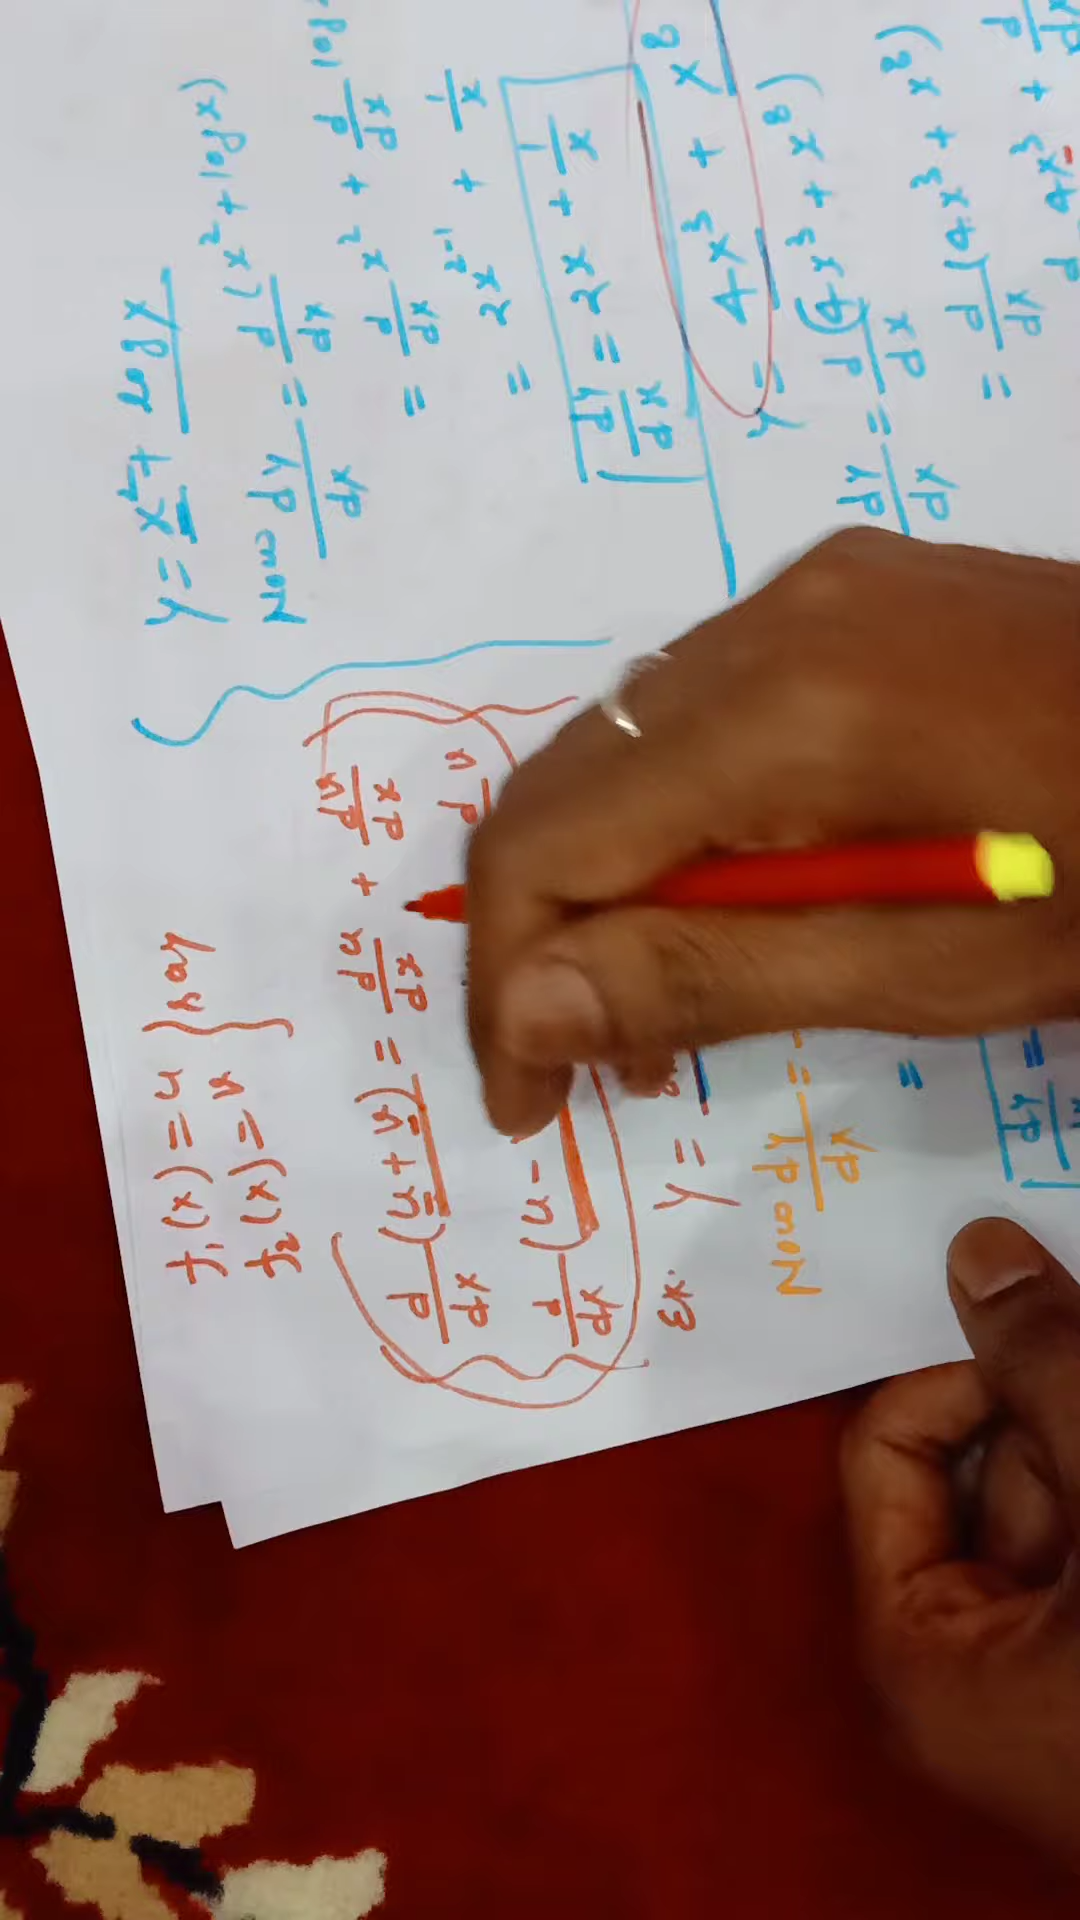 f₁(x) = u } say
f₂(x) = v
d/dx (u + v) = du/dx + dv/dx
d/dx (u -
Ex. y =
Now dy/dx =
y = x² + log x
Now dy/dx = d/dx (x² + log x)
= d/dx x² + d/dx log
= 2x²⁻¹ + 1/x
dy/dx = 2x + 1/x
y = 4x³ + x⁸
dy/dx = d/dx (4x³ + x⁸)
= d/dx (4x³ + x⁸)